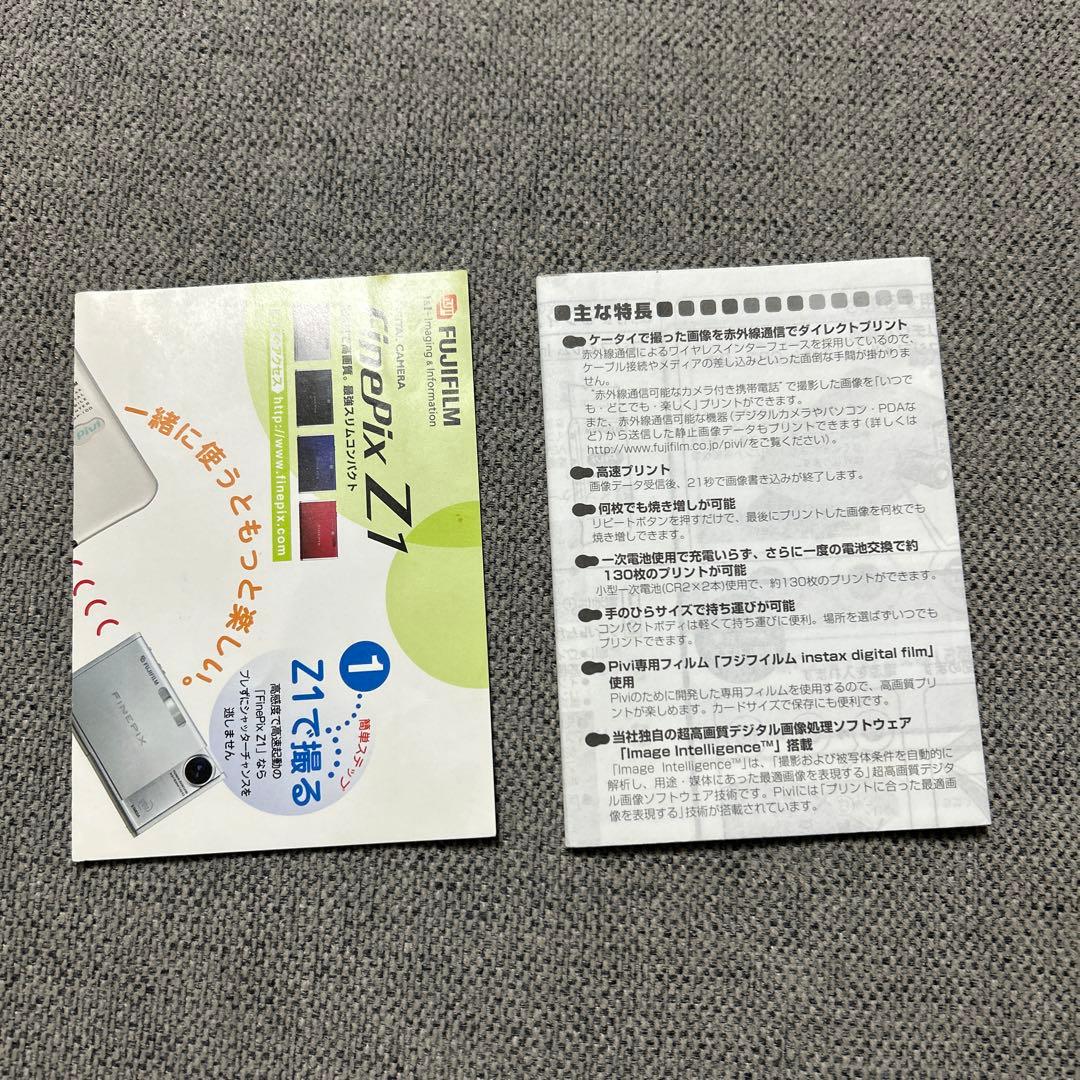 FUJIFILM
I&I-Imaging & Information
DIGITAL CAMERA
FinePix Z1
で高画質。最強スリムコンパクト
アクセス http://www.finepix.com
一緒に使うともっと楽しい。
Pivi
簡単ステップ
1
Z1で撮る
高感度で高速起動の
「FinePix Z1」なら
ブレずにシャッターチャンスを
逃しません
FUJIFILM
FINEPIX
■主な特長
ケータイで撮った画像を赤外線通信でダイレクトプリント
赤外線通信によるワイヤレスインターフェースを採用しているので、
ケーブル接続やメディアの差し込みといった面倒な手間が掛かりま
せん。
“赤外線通信可能なカメラ付き携帯電話”で撮影した画像を「いつで
も・どこでも・楽しく」プリントができます。
また、赤外線通信可能な機器(デジタルカメラやパソコン・PDAな
ど)から送信した静止画像データもプリントできます(詳しくは
http://www.fujifilm.co.jp/pivi/をご覧ください)。
高速プリント
画像データ受信後、21秒で画像書き込みが終了します。
何枚でも焼き増しが可能
リピートボタンを押すだけで、最後にプリントした画像を何枚でも
焼き増しできます。
一次電池使用で充電いらず、さらに一度の電池交換で約
130枚のプリントが可能
小型一次電池(CR2×2本)使用で、約130枚のプリントができます。
手のひらサイズで持ち運びが可能
コンパクトボディは軽くて持ち運びに便利。場所を選ばずいつでも
プリントできます。
Pivi専用フィルム「フジフイルム instax digital film」
使用
Piviのために開発した専用フィルムを使用するので、高画質プリ
ントが楽しめます。カードサイズで保存にも便利です。
当社独自の超高画質デジタル画像処理ソフトウェア
「Image Intelligence™」搭載
「Image Intelligence™」は、「撮影および被写体条件を自動的に
解析し、用途・媒体にあった最適画像を表現する」超高画質デジタ
ル画像ソフトウェア技術です。Piviには「プリントに合った最適画
像を表現する」技術が搭載されています。